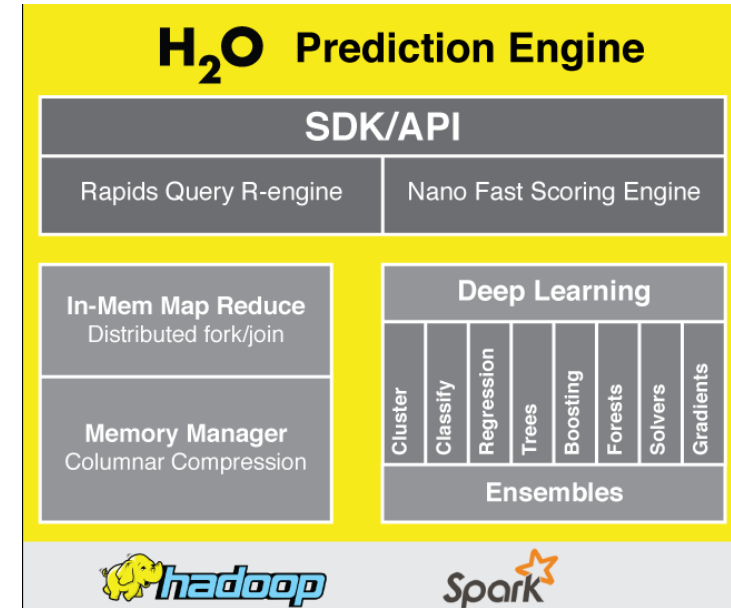 H2O Prediction Engine
SDK/API
Rapids Query R-engine
Nano Fast Scoring Engine
In-Mem Map Reduce
Distributed fork/join
Memory Manager
Columnar Compression
Deep Learning
Cluster
Classify
Regression
Trees
Boosting
Forests
Solvers
Gradients
Ensembles
hadoop
Spark